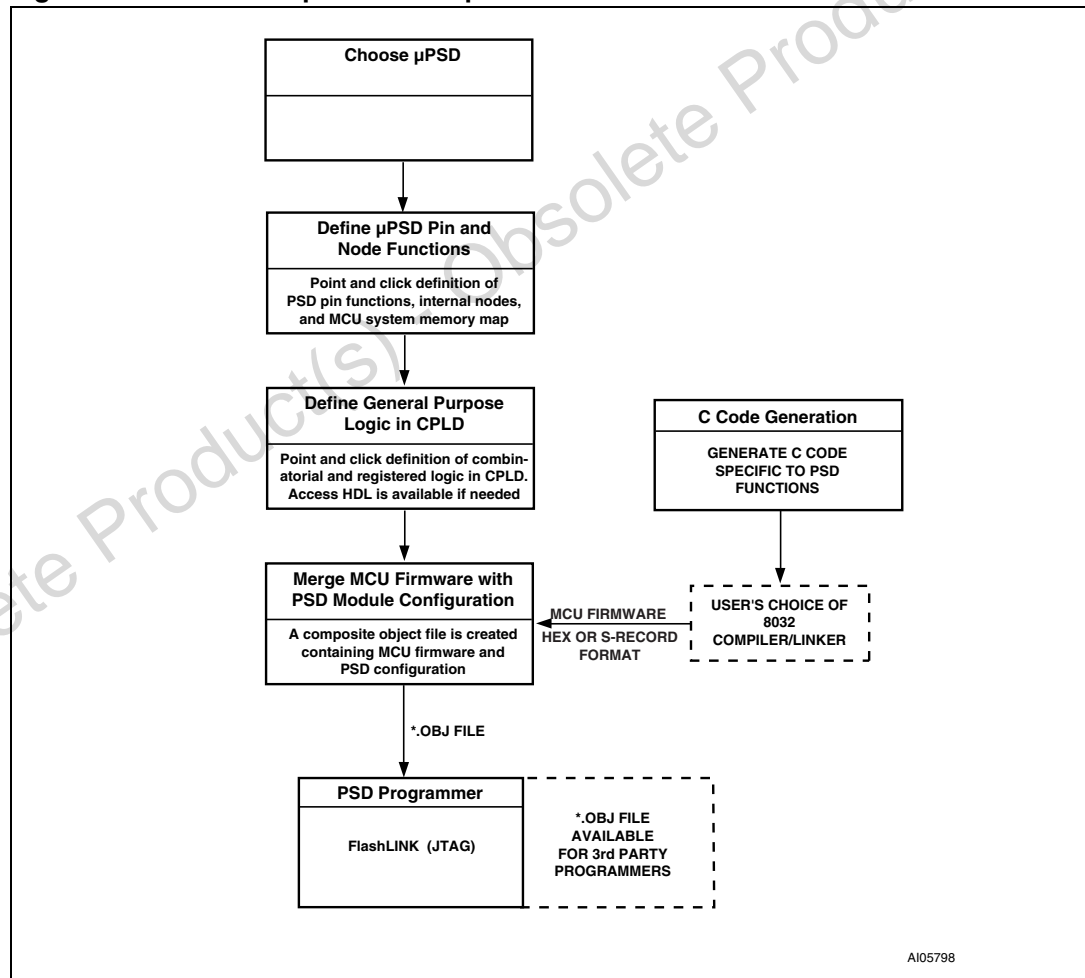 Choose µPSD
Define µPSD Pin and
Node Functions
Point and click definition of
PSD pin functions, internal nodes,
and MCU system memory map
Define General Purpose
Logic in CPLD
Point and click definition of combin-
atorial and registered logic in CPLD.
Access HDL is available if needed
C Code Generation
GENERATE C CODE
SPECIFIC TO PSD
FUNCTIONS
Merge MCU Firmware with
PSD Module Configuration
A composite object file is created
containing MCU firmware and
PSD configuration
MCU FIRMWARE
HEX OR S-RECORD
FORMAT
USER'S CHOICE OF
8032
COMPILER/LINKER
*.OBJ FILE
PSD Programmer
FlashLINK (JTAG)
*.OBJ FILE
AVAILABLE
FOR 3rd PARTY
PROGRAMMERS
AI05798
ete Product(s) - Obsolete Produ